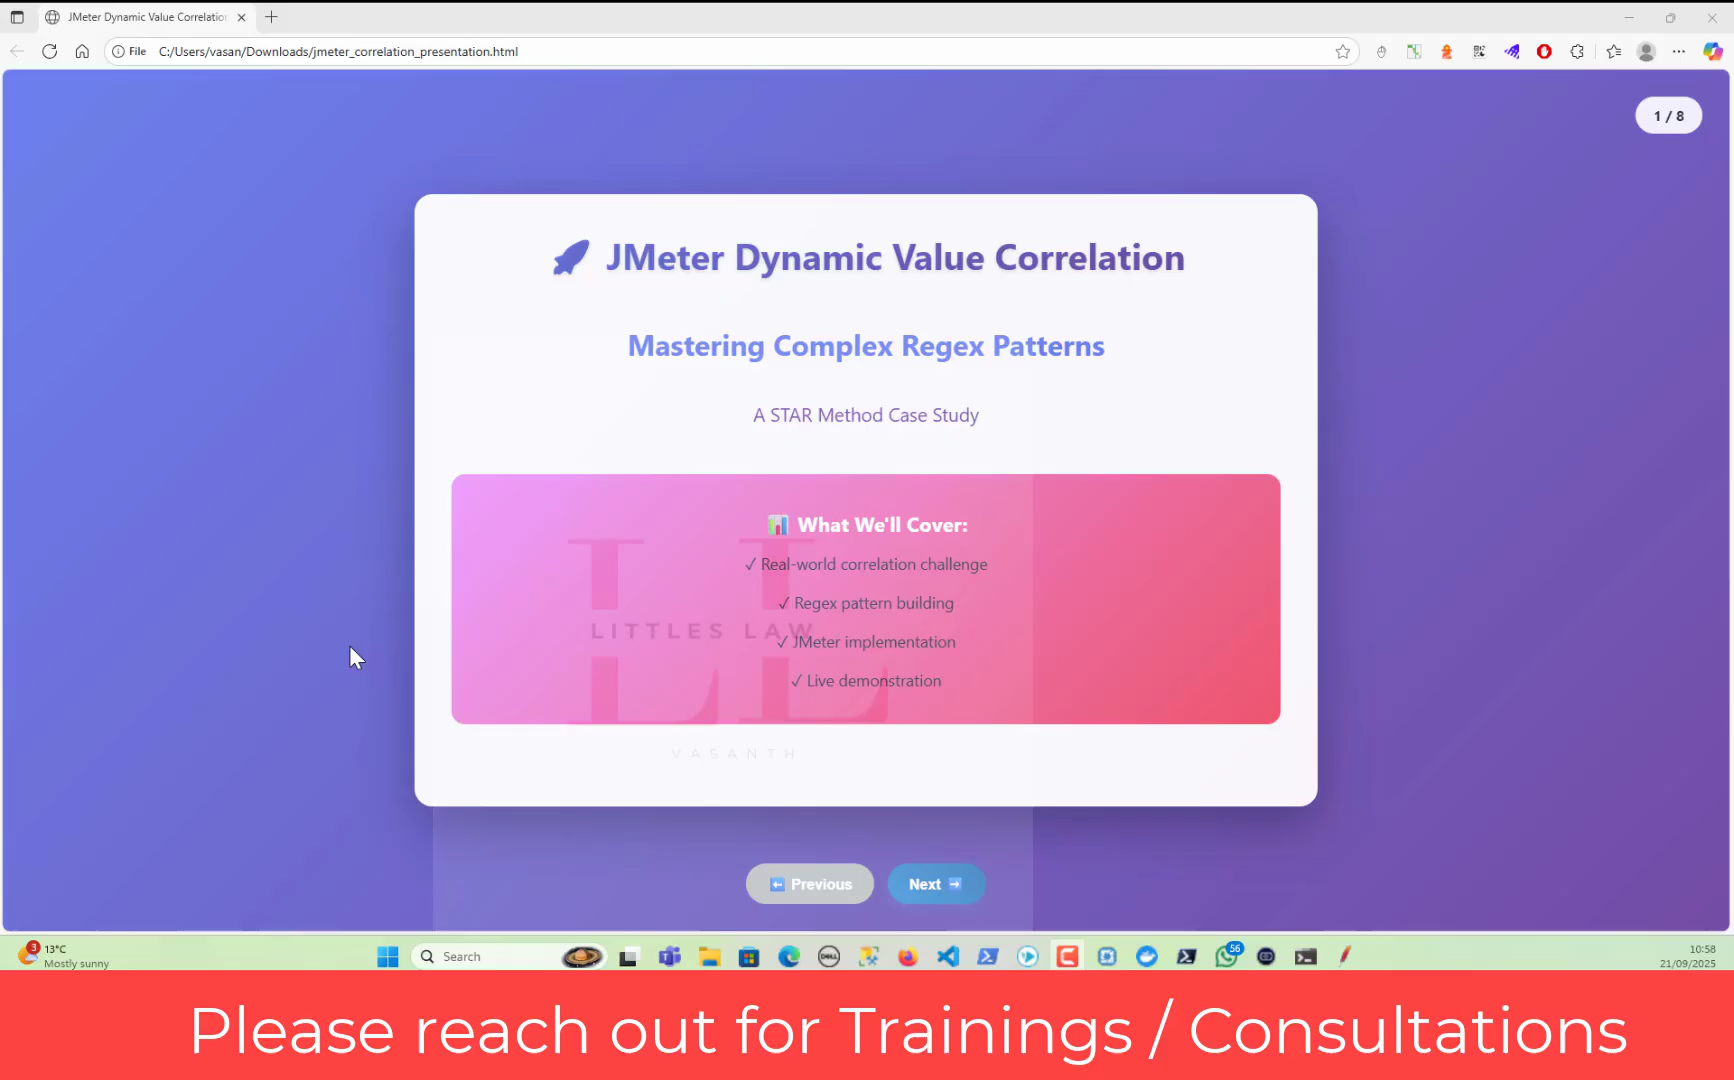 JMeter Dynamic Value Correlation
File C:/Users/vasan/Downloads/jmeter_correlation_presentation.html
1 / 8
JMeter Dynamic Value Correlation
Mastering Complex Regex Patterns
A STAR Method Case Study
What We'll Cover:
✓ Real-world correlation challenge
✓ Regex pattern building
LITTLES LAW
✓ JMeter implementation
✓ Live demonstration
VASANTH
Previous
Next
3
13°C
Mostly sunny
Search
DELL
56
10:58
21/09/2025
Please reach out for Trainings / Consultations